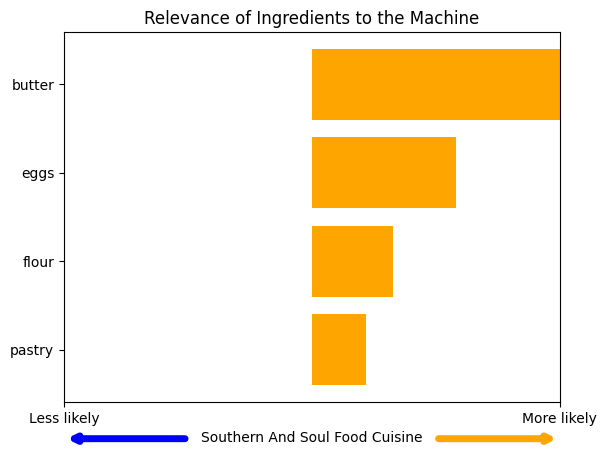 Relevance of Ingredients to the Machine
butter
eggs
flour
pastry
Less likely More likely
Southern And Soul Food Cuisine